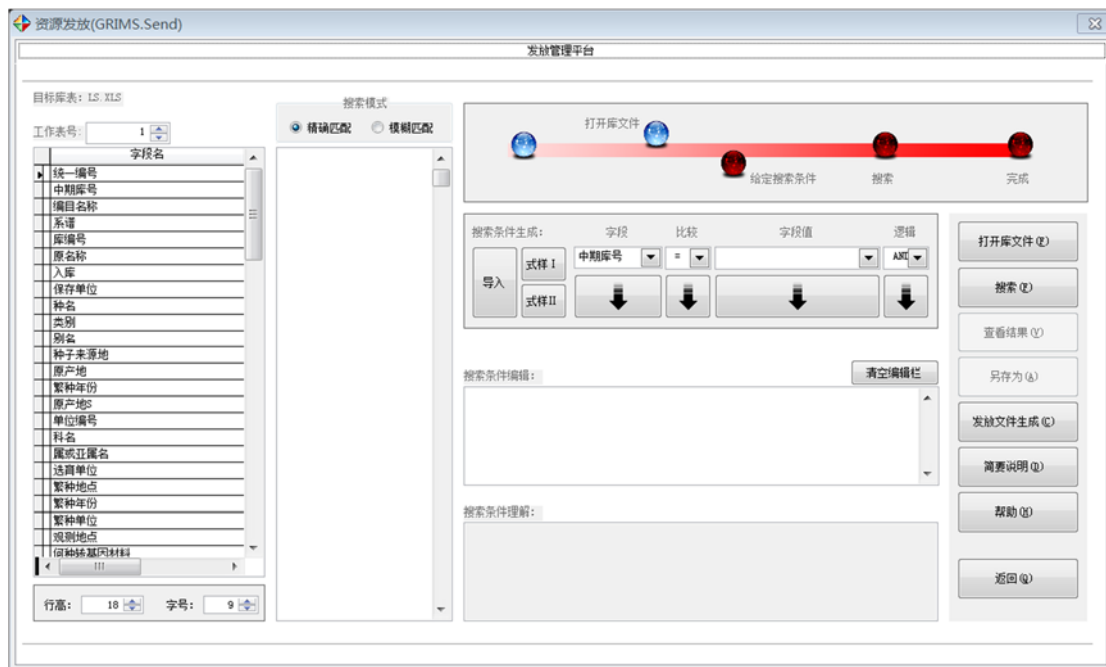 资源发放(GRIMS.Send)
发放管理平台
目标库表: LS.XLS
工作表号: 1
字段名
统一编号
中期库号
编目名称
系谱
库编号
原名称
入库
保存单位
种名
类别
别名
种子来源地
原产地
繁种年份
原产地S
单位编号
科名
属或亚属名
选育单位
繁种地点
繁种年份
繁种单位
观测地点
何种转基因材料
行高: 18 字号: 9
搜索模式
精确匹配 模糊匹配
打开库文件
给定搜索条件
搜索
完成
搜索条件生成: 字段 比较 字段值 逻辑
导入
式样 I
式样II
中期库号 = AND
搜索条件编辑:
清空编辑栏
搜索条件理解:
打开库文件(F)
搜索(F)
查看结果(V)
另存为(A)
发放文件生成(C)
简要说明(D)
帮助(H)
返回(Q)